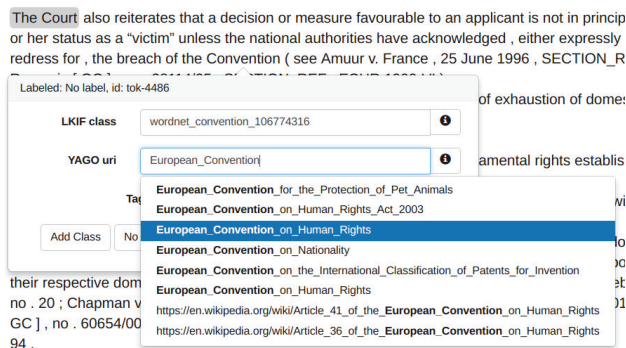 The Court also reiterates that a decision or measure favourable to an applicant is not in princip
or her status as a “victim” unless the national authorities have acknowledged , either expressly
redress for , the breach of the Convention ( see Amuur v. France , 25 June 1996 , SECTION_R
Labeled: No label, id: tok-4486
of exhaustion of domes
LKIF class wordnet_convention_106774316
YAGO uri European_Convention
amental rights establis
European_Convention_for_the_Protection_of_Pet_Animals
Tag European_Convention_on_Human_Rights_Act_2003
European_Convention_on_Human_Rights
Add Class No European_Convention_on_Nationality
European_Convention_on_the_International_Classification_of_Patents_for_Invention
their respective dom European_Convention_on_Human_Rights
no . 20 ; Chapman v https://en.wikipedia.org/wiki/Article_41_of_the_European_Convention_on_Human_Rights
GC ] , no . 60654/00 https://en.wikipedia.org/wiki/Article_36_of_the_European_Convention_on_Human_Rights
94 .